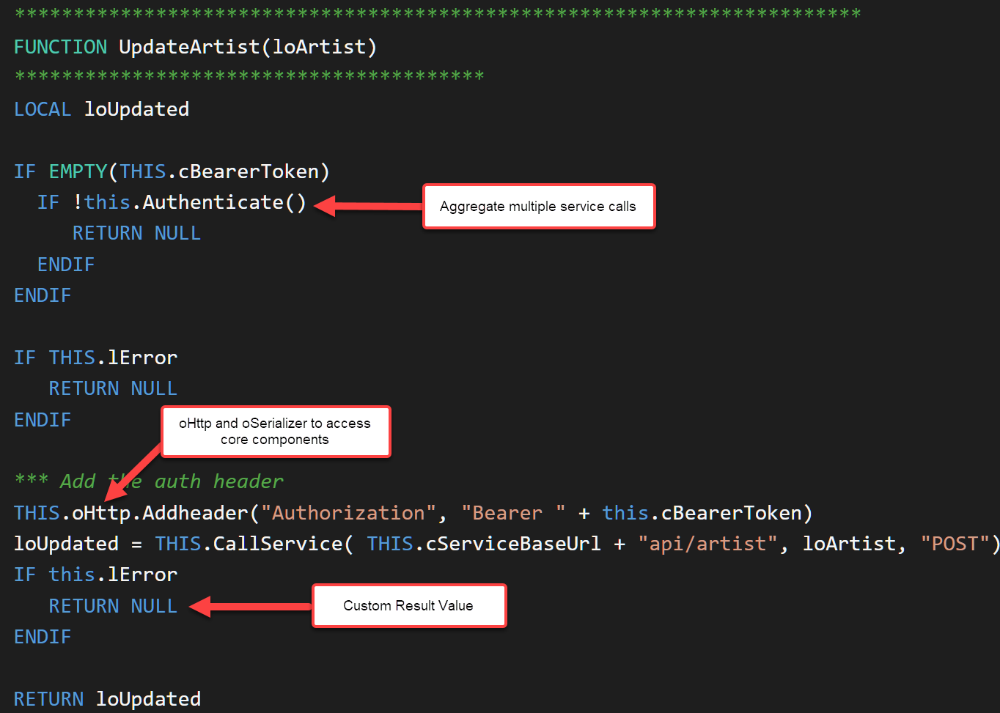 ************************************************************************
FUNCTION UpdateArtist(loArtist)
****************************************
LOCAL loUpdated
IF EMPTY(THIS.cBearerToken)
IF !this.Authenticate()
Aggregate multiple service calls
RETURN NULL
ENDIF
ENDIF
IF THIS.lError
RETURN NULL
ENDIF
oHttp and oSerializer to access
core components
*** Add the auth header
THIS.oHttp.Addheader("Authorization", "Bearer " + this.cBearerToken)
loUpdated = THIS.CallService( THIS.cServiceBaseUrl + "api/artist", loArtist, "POST")
IF this.lError
RETURN NULL
Custom Result Value
ENDIF
RETURN loUpdated